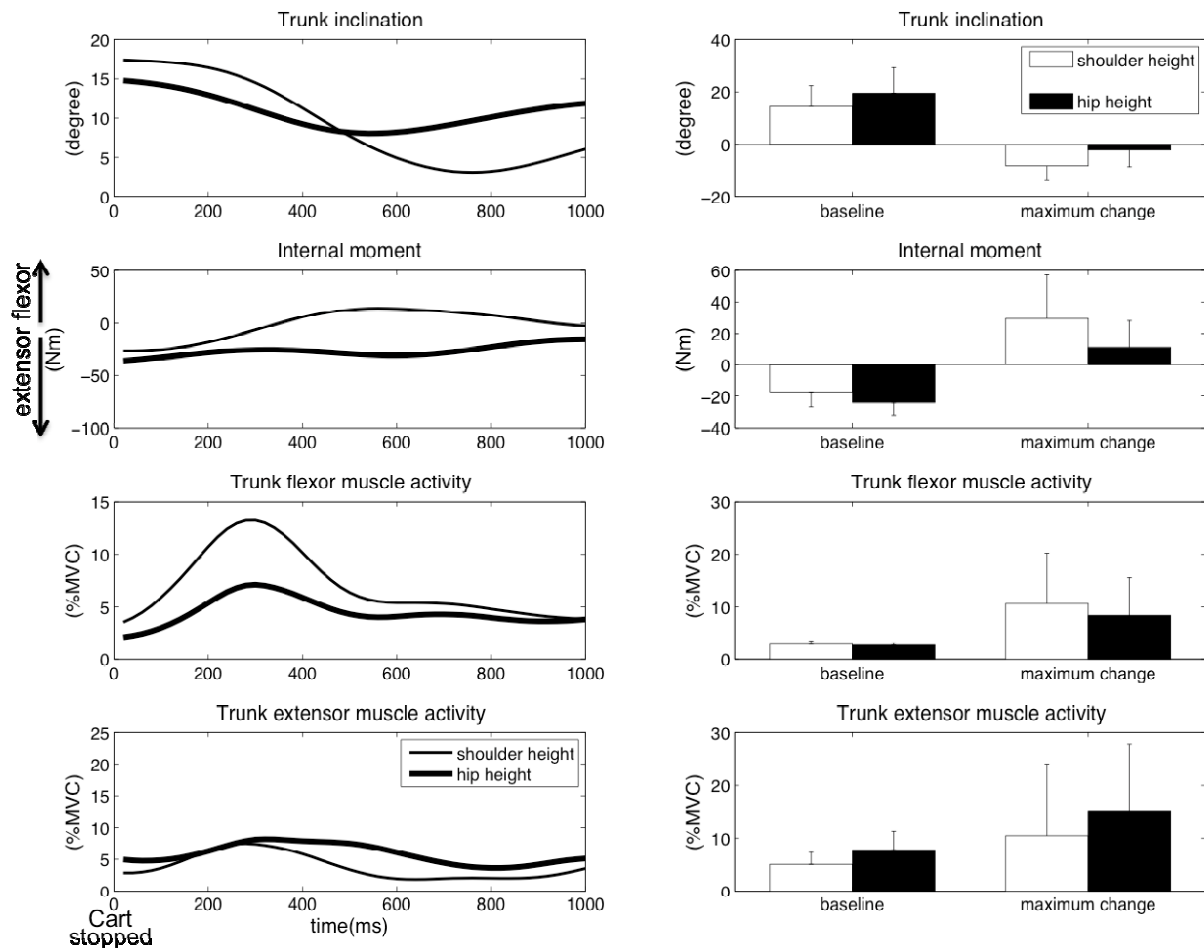 Trunk inclination
20
15
10
5
0
(degree)
0 200 400 600 800 1000
Trunk inclination
40
20
0
−20
(degree)
shoulder height
hip height
baseline maximum change
Internal moment
50
0
−50
−100
(Nm)
extensor flexor
0 200 400 600 800 1000
Internal moment
60
40
20
0
−20
−40
(Nm)
baseline maximum change
Trunk flexor muscle activity
15
10
5
0
(%MVC)
0 200 400 600 800 1000
Trunk flexor muscle activity
30
20
10
0
(%MVC)
baseline maximum change
Trunk extensor muscle activity
25
20
15
10
5
0
(%MVC)
shoulder height
hip height
0 200 400 600 800 1000
time(ms)
Cart
stopped
Trunk extensor muscle activity
30
20
10
0
(%MVC)
baseline maximum change